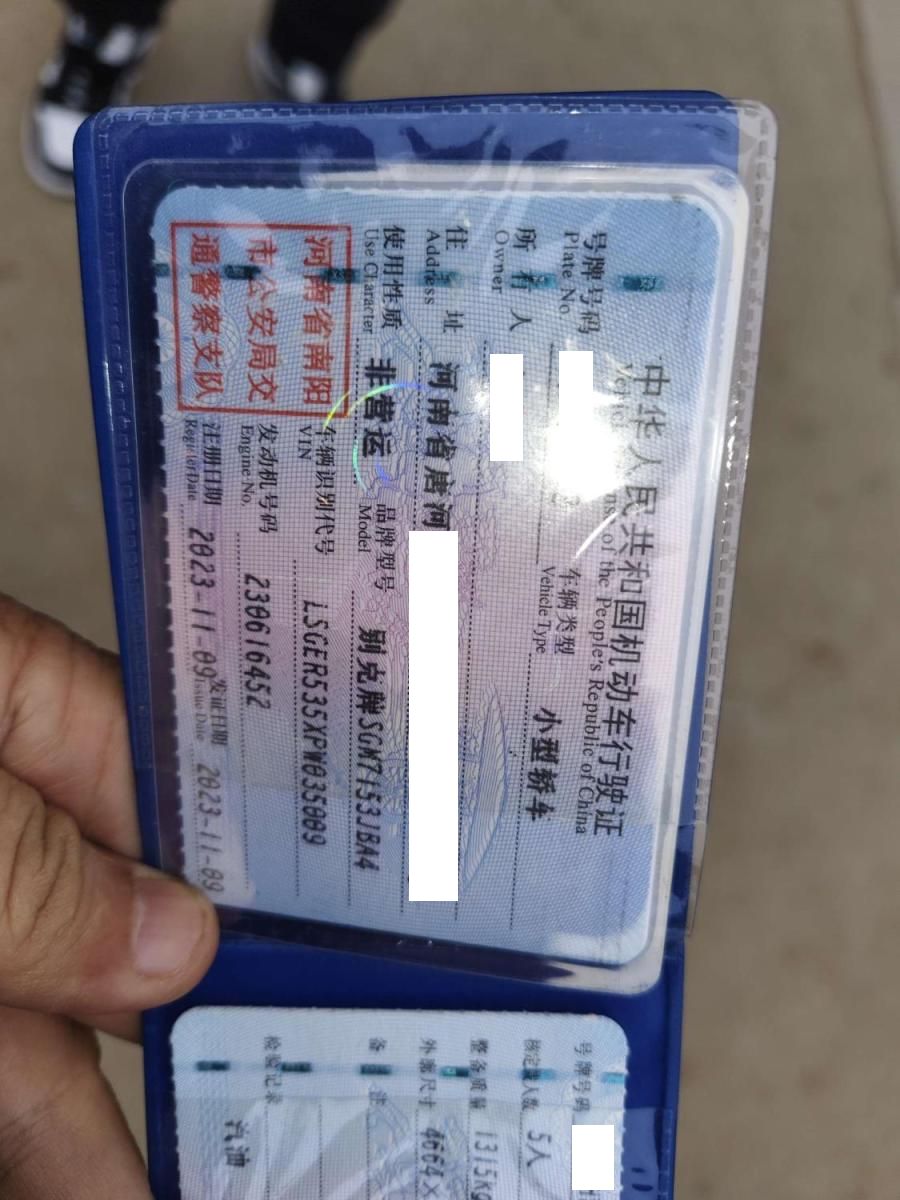 中华人民共和国机动车行驶证
of the People's Republic of China
号牌号码
Plate No.
车辆类型 小型轿车
Vehicle Type
所有人
Owner
住址 河南省唐河
Address
使用性质 非营运
Use Character
品牌型号 别克牌SGM7153JBA4
Model
河南省南阳
市公安局交
通警察支队
车辆识别代号 LSGER535XPW035009
VIN
发动机号码 230616452
Engine No.
注册日期 2023-11-09
Register Date
发证日期 2023-11-09
Issue Date
号牌号码
核定载人数 5人
整备质量 1315kg
外廓尺寸 4664×
备注
检验记录
汽油